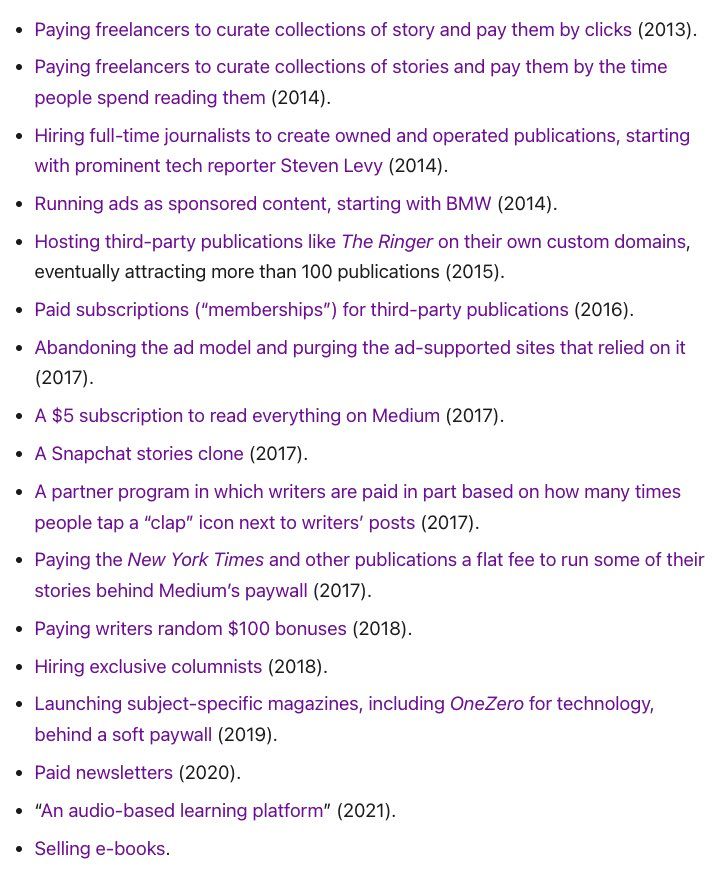 • Paying freelancers to curate collections of story and pay them by clicks (2013).
• Paying freelancers to curate collections of stories and pay them by the time
people spend reading them (2014).
• Hiring full-time journalists to create owned and operated publications, starting
with prominent tech reporter Steven Levy (2014).
• Running ads as sponsored content, starting with BMW (2014).
• Hosting third-party publications like The Ringer on their own custom domains,
eventually attracting more than 100 publications (2015).
• Paid subscriptions (“memberships”) for third-party publications (2016).
• Abandoning the ad model and purging the ad-supported sites that relied on it
(2017).
• A $5 subscription to read everything on Medium (2017).
• A Snapchat stories clone (2017).
• A partner program in which writers are paid in part based on how many times
people tap a “clap” icon next to writers’ posts (2017).
• Paying the New York Times and other publications a flat fee to run some of their
stories behind Medium’s paywall (2017).
• Paying writers random $100 bonuses (2018).
• Hiring exclusive columnists (2018).
• Launching subject-specific magazines, including OneZero for technology,
behind a soft paywall (2019).
• Paid newsletters (2020).
• “An audio-based learning platform” (2021).
• Selling e-books.